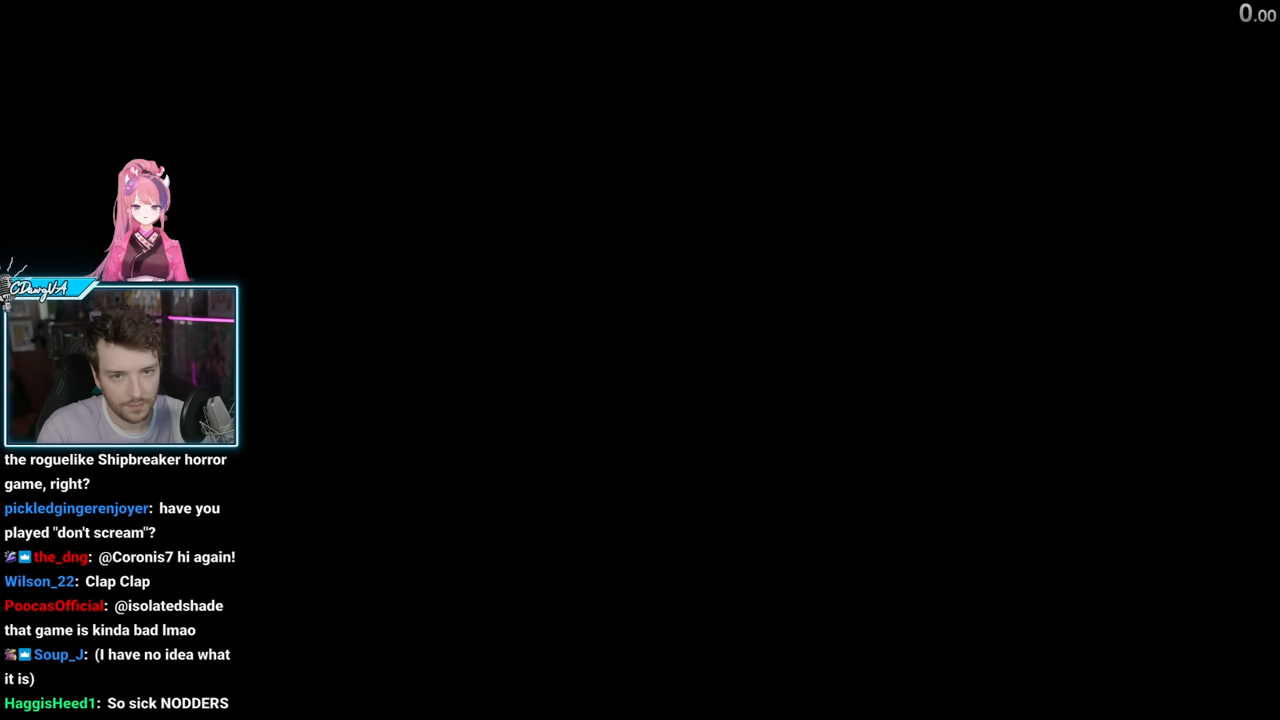 0.00
CDawgVA
the roguelike Shipbreaker horror
game, right?
pickledgingerenjoyer: have you
played "don't scream"?
the_dng: @Coronis7 hi again!
Wilson_22: Clap Clap
PoocasOfficial: @isolatedshade
that game is kinda bad lmao
Soup_J: (I have no idea what
it is)
HaggisHeed1: So sick NODDERS